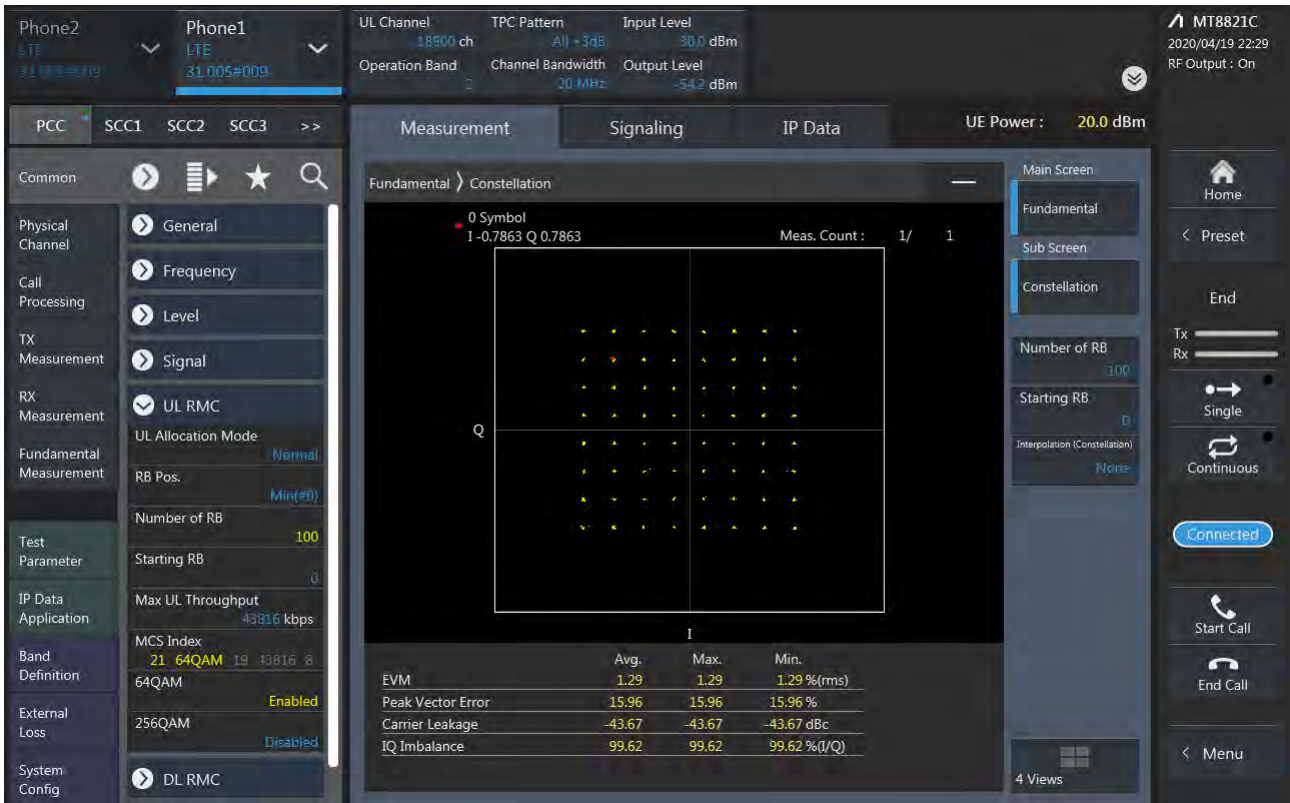 Phone2
LTE
Phone1
LTE
31.005#009
UL Channel
18900 ch
TPC Pattern
All +3dB
Input Level
30.0 dBm
Operation Band
2
Channel Bandwidth
20 MHz
Output Level
-54.2 dBm
MT8821C
2020/04/19 22:29
RF Output : On
PCC SCC1 SCC2 SCC3 >>
Measurement Signaling IP Data
UE Power : 20.0 dBm
Common
Physical
Channel
Call
Processing
TX
Measurement
RX
Measurement
Fundamental
Measurement
Test
Parameter
IP Data
Application
Band
Definition
External
Loss
System
Config
General
Frequency
Level
Signal
UL RMC
UL Allocation Mode
Normal
RB Pos.
Min(#0)
Number of RB
100
Starting RB
0
Max UL Throughput
43816 kbps
MCS Index
21 64QAM 19 43816 8
64QAM
Enabled
256QAM
Disabled
DL RMC
Fundamental > Constellation
0 Symbol
I -0.7863 Q 0.7863
Meas. Count : 1/ 1
Q
I
Avg. Max. Min.
EVM 1.29 1.29 1.29 %(rms)
Peak Vector Error 15.96 15.96 15.96 %
Carrier Leakage -43.67 -43.67 -43.67 dBc
IQ Imbalance 99.62 99.62 99.62 %(I/Q)
Main Screen
Fundamental
Sub Screen
Constellation
Number of RB
100
Starting RB
0
Interpolation (Constellation)
None
4 Views
Home
< Preset
End
Tx
Rx
Single
Continuous
Connected
Start Call
End Call
< Menu